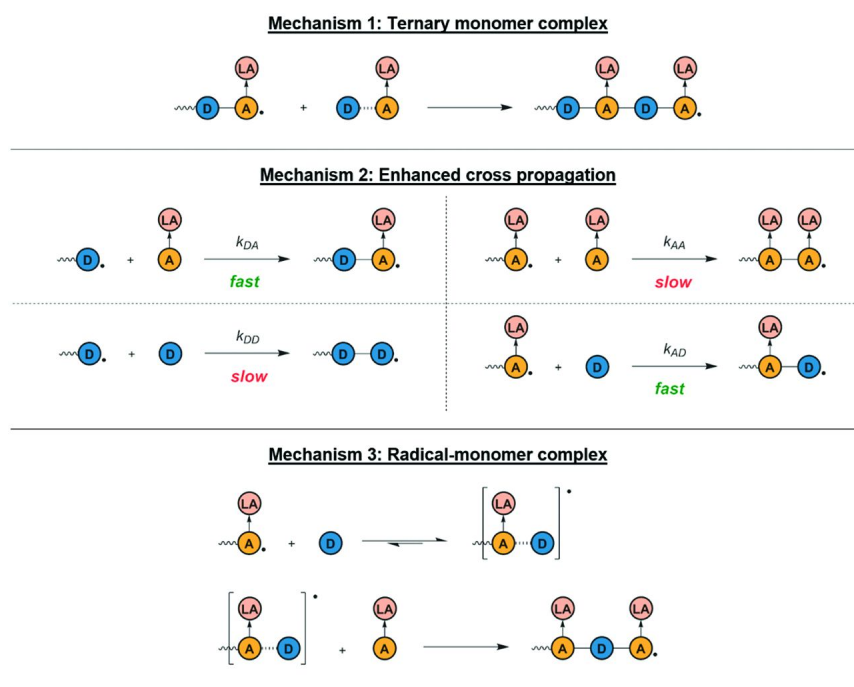 Mechanism 1: Ternary monomer complex
LA LA LA LA
D A . + D A D A D A .
Mechanism 2: Enhanced cross propagation
LA LA LA LA LA LA
D . + A kDA fast D A . A . + A kAA slow A A .
LA LA
D . + D kDD slow D D . A . + D kAD fast A D .
Mechanism 3: Radical-monomer complex
LA LA
A . + D A D
LA LA LA LA
A D + A A D A .